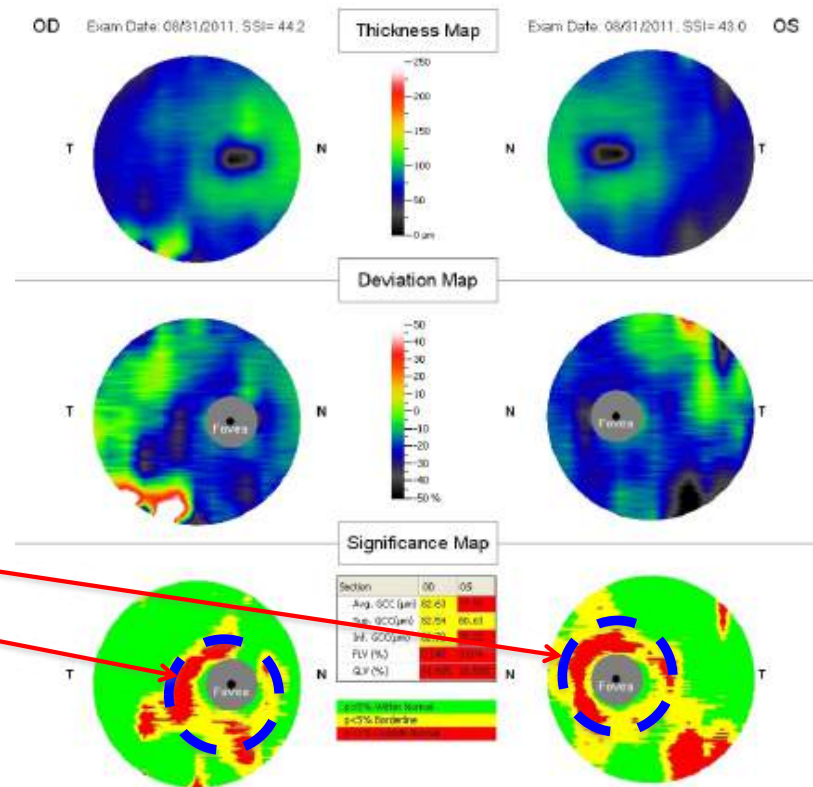 OD Exam Date: 08/31/2011, SSI= 44.2 Thickness Map Exam Date: 08/31/2011, SSI= 43.0 OS
250
200
150
100
50
0 µm
T N N T
Deviation Map
50
40
30
20
10
0
-10
-20
-30
-40
-50 %
T Fovea N N Fovea T
Significance Map
Section OD OS
Avg. GCC (µm) 82.63
Sup. GCC(µm) 82.54 80.63
Inf. GCC(µm)
FLV (%)
GLV (%)
T Fovea N N Fovea T
Within Normal
p<5% Borderline